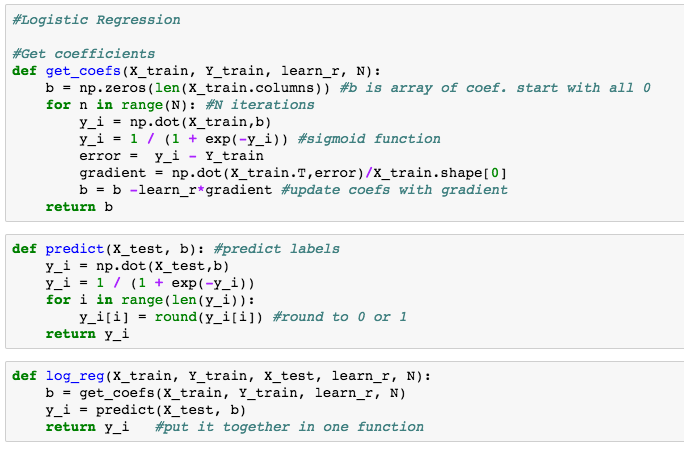 #Logistic Regression
#Get coefficients
def get_coefs(X_train, Y_train, learn_r, N):
    b = np.zeros(len(X_train.columns)) #b is array of coef. start with all 0
    for n in range(N): #N iterations
        y_i = np.dot(X_train,b)
        y_i = 1 / (1 + exp(-y_i)) #sigmoid function
        error =  y_i - Y_train
        gradient = np.dot(X_train.T,error)/X_train.shape[0]
        b = b -learn_r*gradient #update coefs with gradient
    return b
def predict(X_test, b): #predict labels
    y_i = np.dot(X_test,b)
    y_i = 1 / (1 + exp(-y_i))
    for i in range(len(y_i)):
        y_i[i] = round(y_i[i]) #round to 0 or 1
    return y_i
def log_reg(X_train, Y_train, X_test, learn_r, N):
    b = get_coefs(X_train, Y_train, learn_r, N)
    y_i = predict(X_test, b)
    return y_i   #put it together in one function